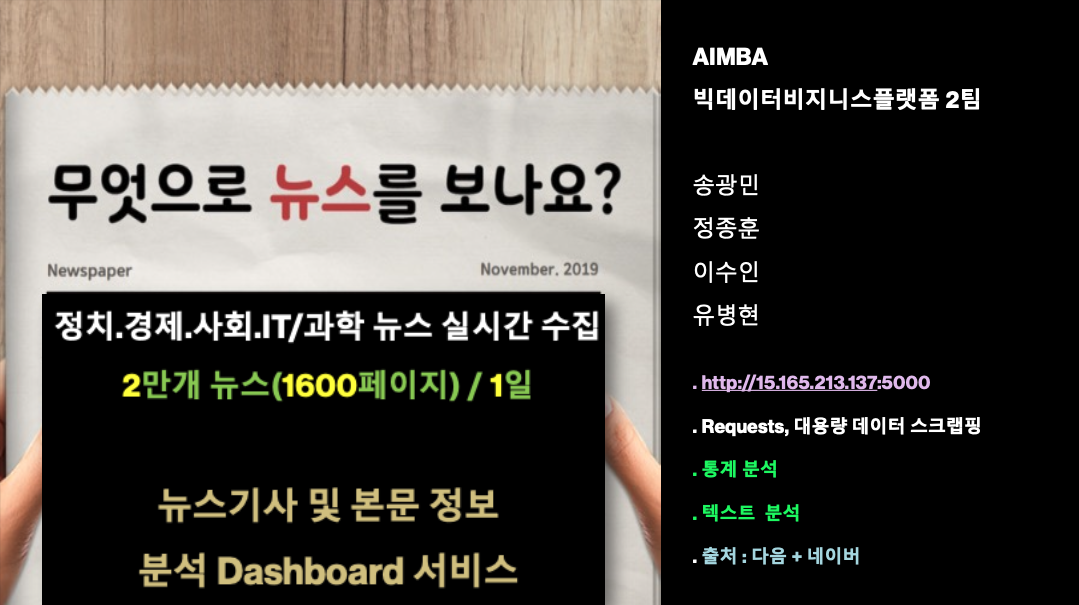 무엇으로 뉴스를 보나요?
Newspaper
November. 2019
정치.경제.사회.IT/과학 뉴스 실시간 수집
2만개 뉴스(1600페이지) / 1일
뉴스기사 및 본문 정보
분석 Dashboard 서비스
AIMBA
빅데이터비지니스플랫폼 2팀
송광민
정종훈
이수인
유병현
. http://15.165.213.137:5000
. Requests, 대용량 데이터 스크랩핑
. 통계 분석
. 텍스트 분석
. 출처 : 다음 + 네이버